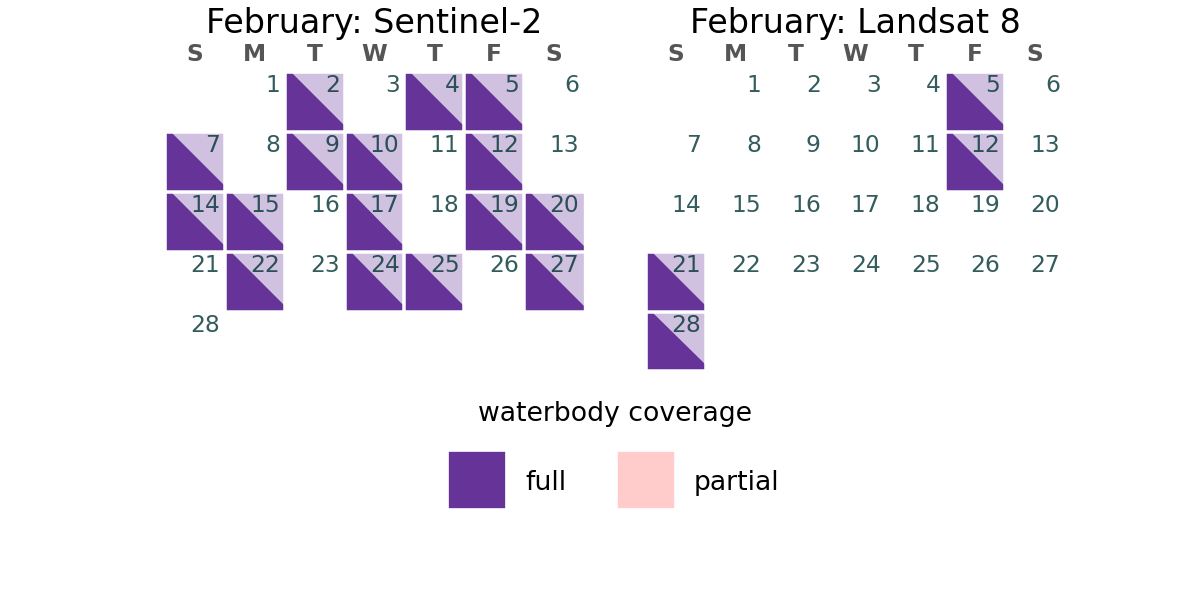 February: Sentinel-2
S M T W T F S
1 2 3 4 5 6
7 8 9 10 11 12 13
14 15 16 17 18 19 20
21 22 23 24 25 26 27
28
February: Landsat 8
S M T W T F S
1 2 3 4 5 6
7 8 9 10 11 12 13
14 15 16 17 18 19 20
21 22 23 24 25 26 27
28
waterbody coverage
full partial